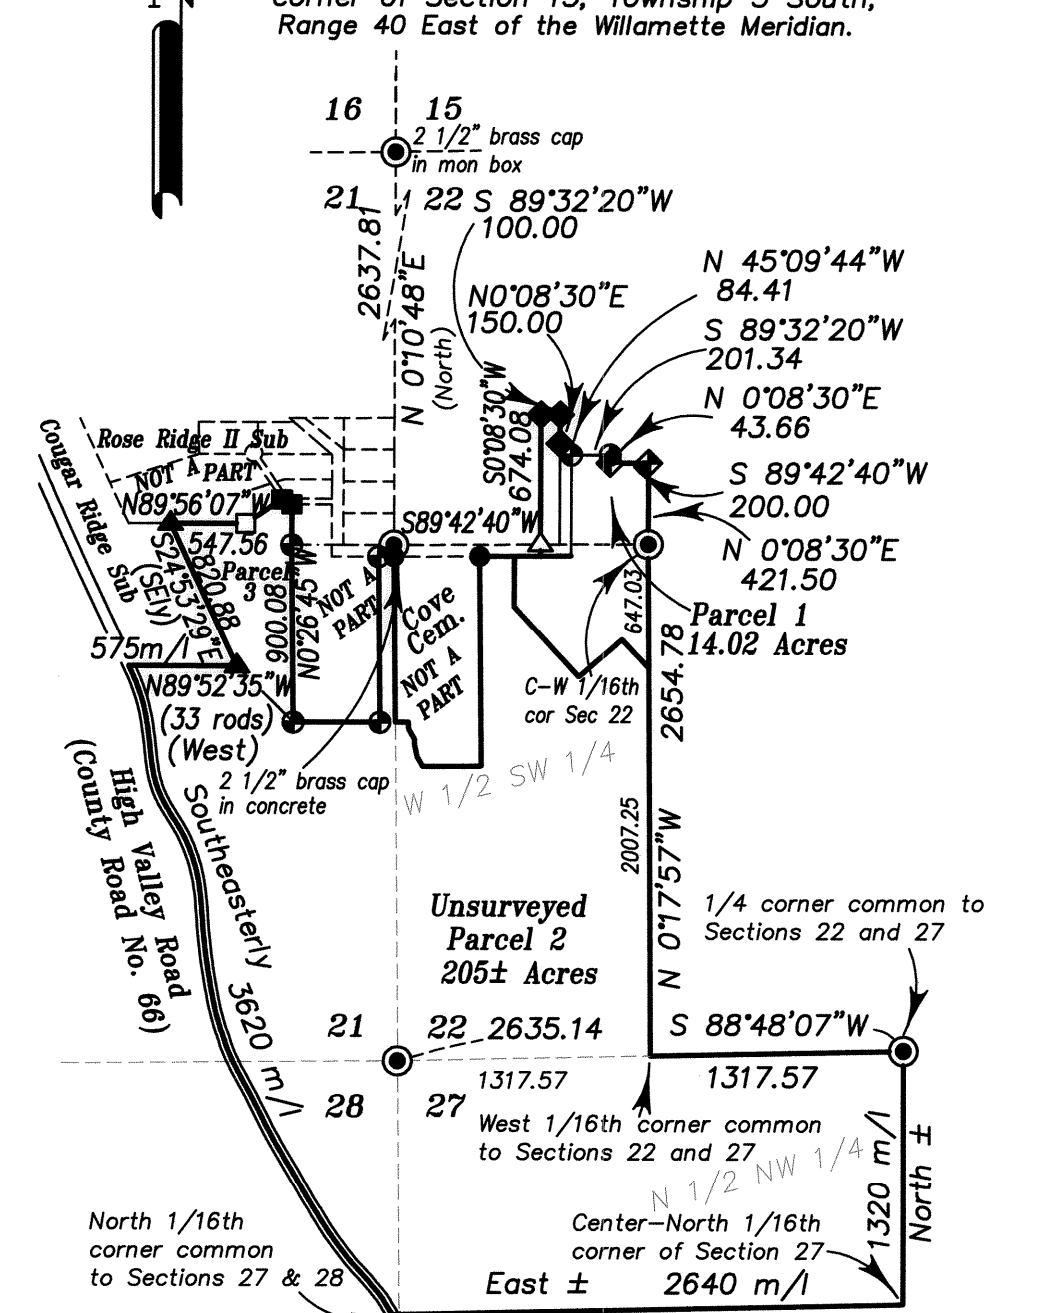 corner of Section 15, Township 3 South,
Range 40 East of the Willamette Meridian.
N
16 15
2 1/2" brass cap
in mon box
21 22
S 89°32'20"W
100.00
2637.81
N 0°10'48"E
(North)
N0°08'30"E
150.00
N 45°09'44"W
84.41
S 89°32'20"W
201.34
N 0°08'30"E
43.66
S 89°42'40"W
200.00
N 0°08'30"E
421.50
S0°08'30"W
674.08
Cougar Ridge Sub
Rose Ridge II Sub
NOT A PART
N89°56'07"W
547.56
S24°53'29"E
820.88
(SEly)
Parcel
3
900.08
N0°26'45"W
NOT A
PART
S89°42'40"W
Cove
Cem.
NOT A
PART
647.03
Parcel 1
14.02 Acres
575m/l
N89°52'35"W
(33 rods)
(West)
C-W 1/16th
cor Sec 22
2654.78
N 0°17'57"W
2 1/2" brass cap
in concrete
W 1/2 SW 1/4
2007.25
High Valley Road
(County Road No. 66)
Southeasterly 3620 m/l
Unsurveyed
Parcel 2
205± Acres
1/4 corner common to
Sections 22 and 27
21 22 2635.14
S 88°48'07"W
1317.57
1317.57
28 27
West 1/16th corner common
to Sections 22 and 27
N 1/2 NW 1/4
1320 m/l
North ±
North 1/16th
corner common
to Sections 27 & 28
Center-North 1/16th
corner of Section 27
East ± 2640 m/l